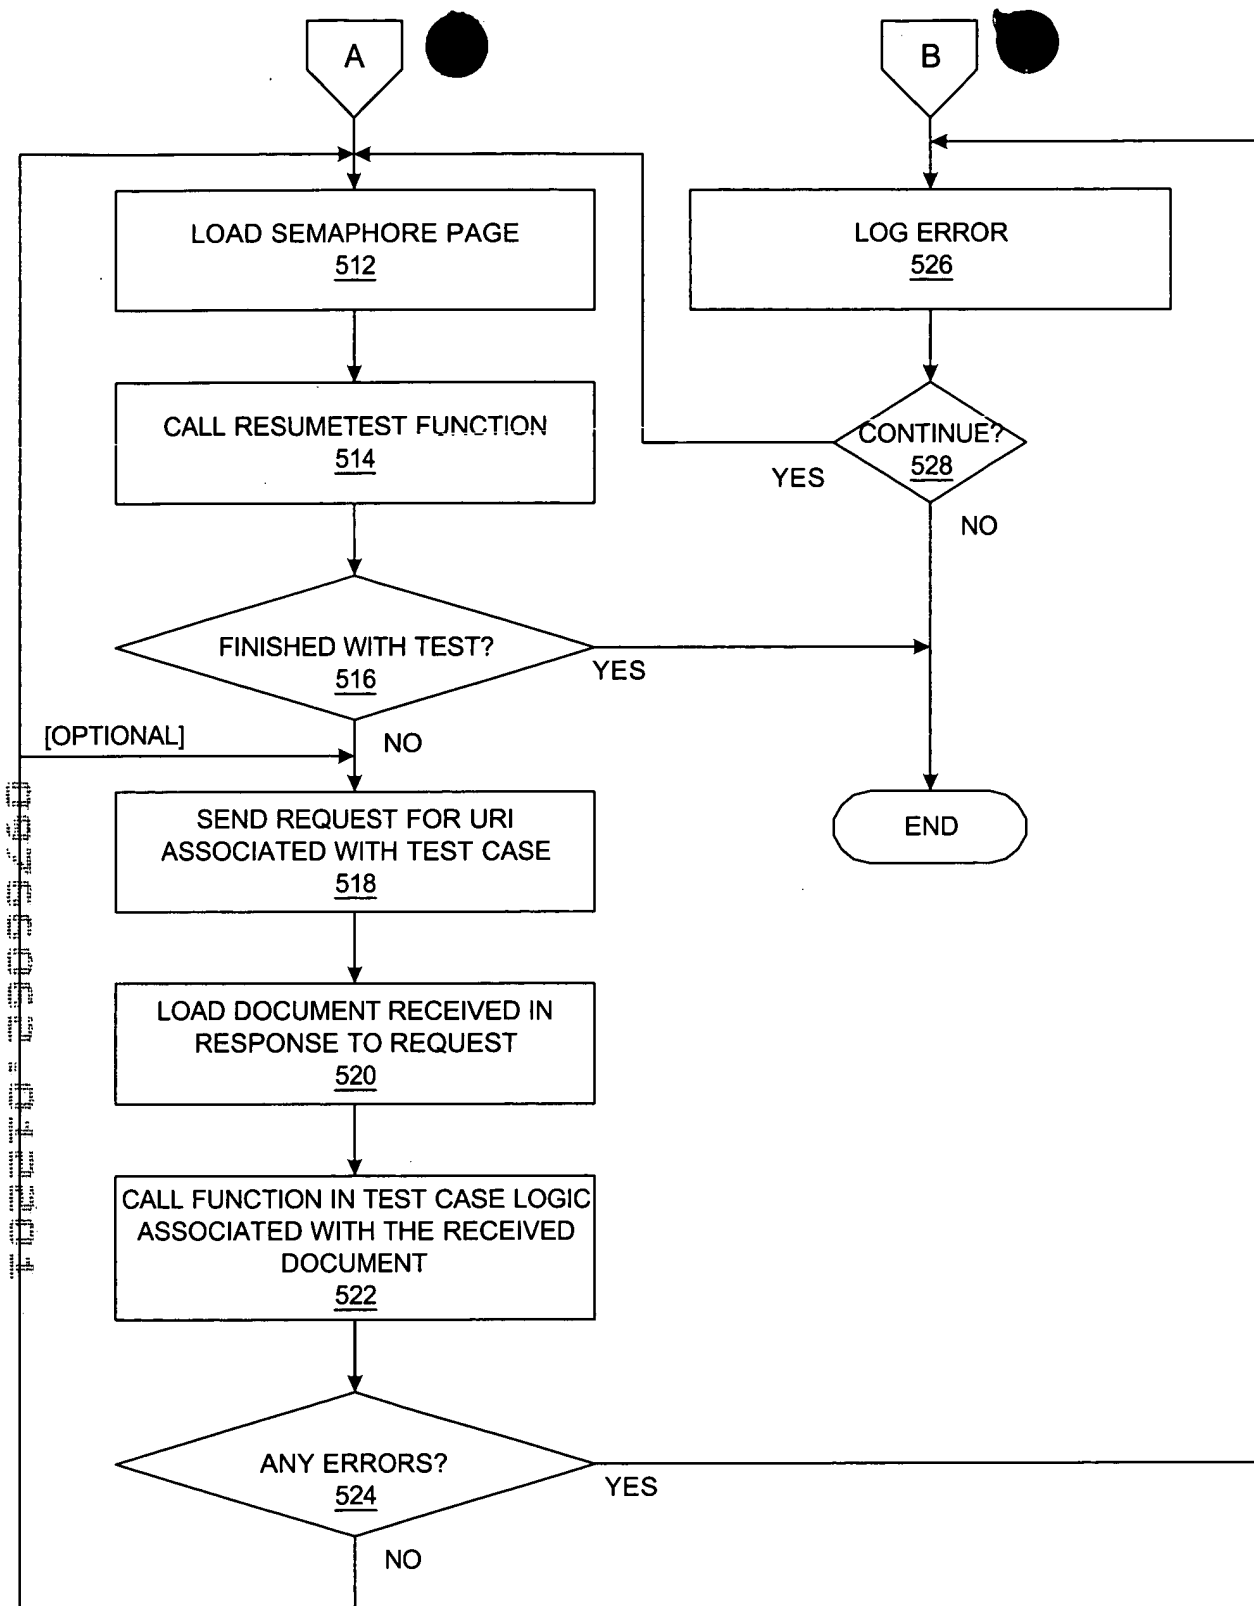 A
B
LOAD SEMAPHORE PAGE
512
LOG ERROR
526
CALL RESUMETEST FUNCTION
514
CONTINUE?
528
YES
NO
FINISHED WITH TEST?
516
YES
[OPTIONAL]
NO
SEND REQUEST FOR URI
ASSOCIATED WITH TEST CASE
518
END
LOAD DOCUMENT RECEIVED IN
RESPONSE TO REQUEST
520
CALL FUNCTION IN TEST CASE LOGIC
ASSOCIATED WITH THE RECEIVED
DOCUMENT
522
ANY ERRORS?
524
YES
NO